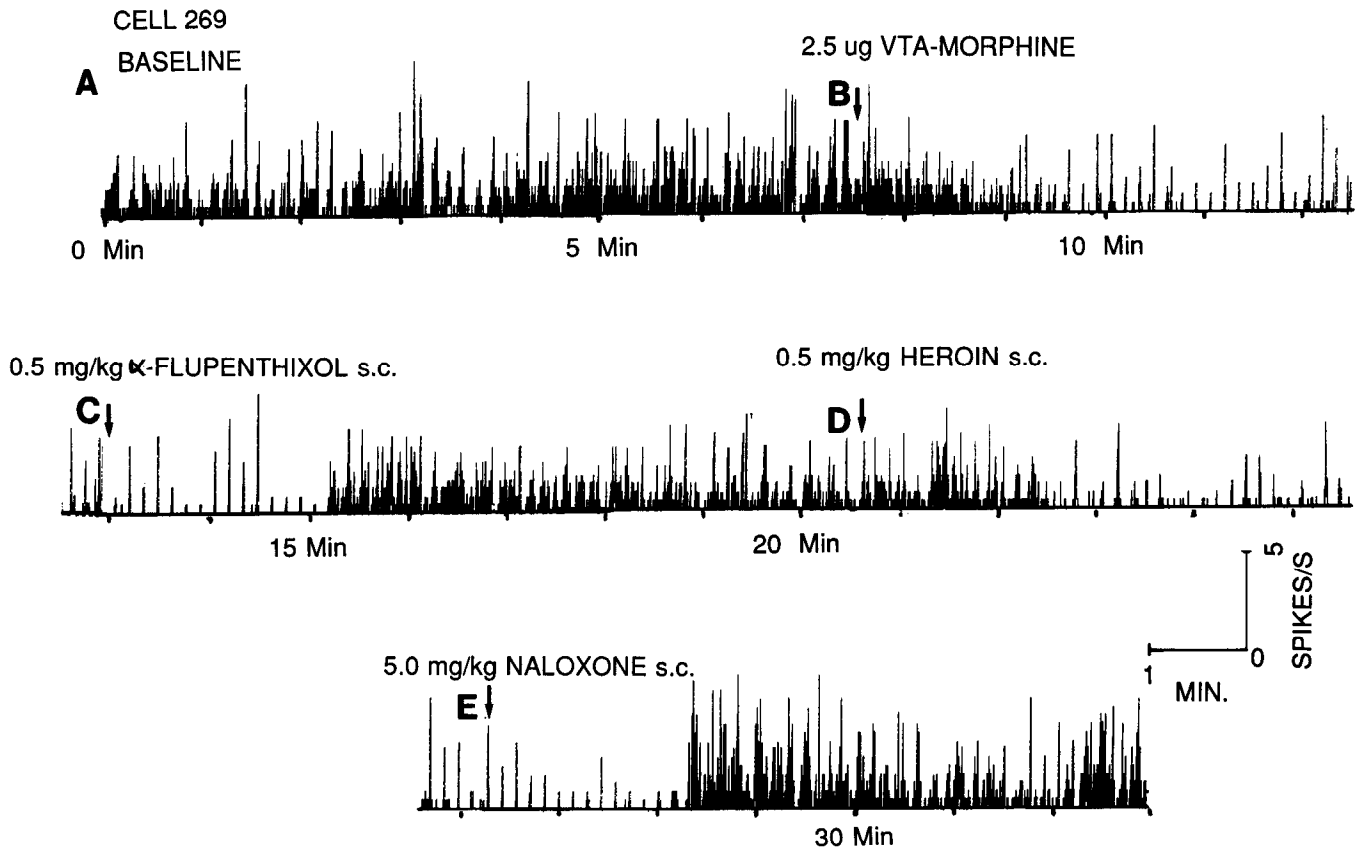 CELL 269
BASELINE
A
2.5 ug VTA-MORPHINE
B
0 Min
5 Min
10 Min
0.5 mg/kg α-FLUPENTHIXOL s.c.
C
0.5 mg/kg HEROIN s.c.
D
15 Min
20 Min
5
SPIKES/S
0
1
MIN.
5.0 mg/kg NALOXONE s.c.
E
30 Min